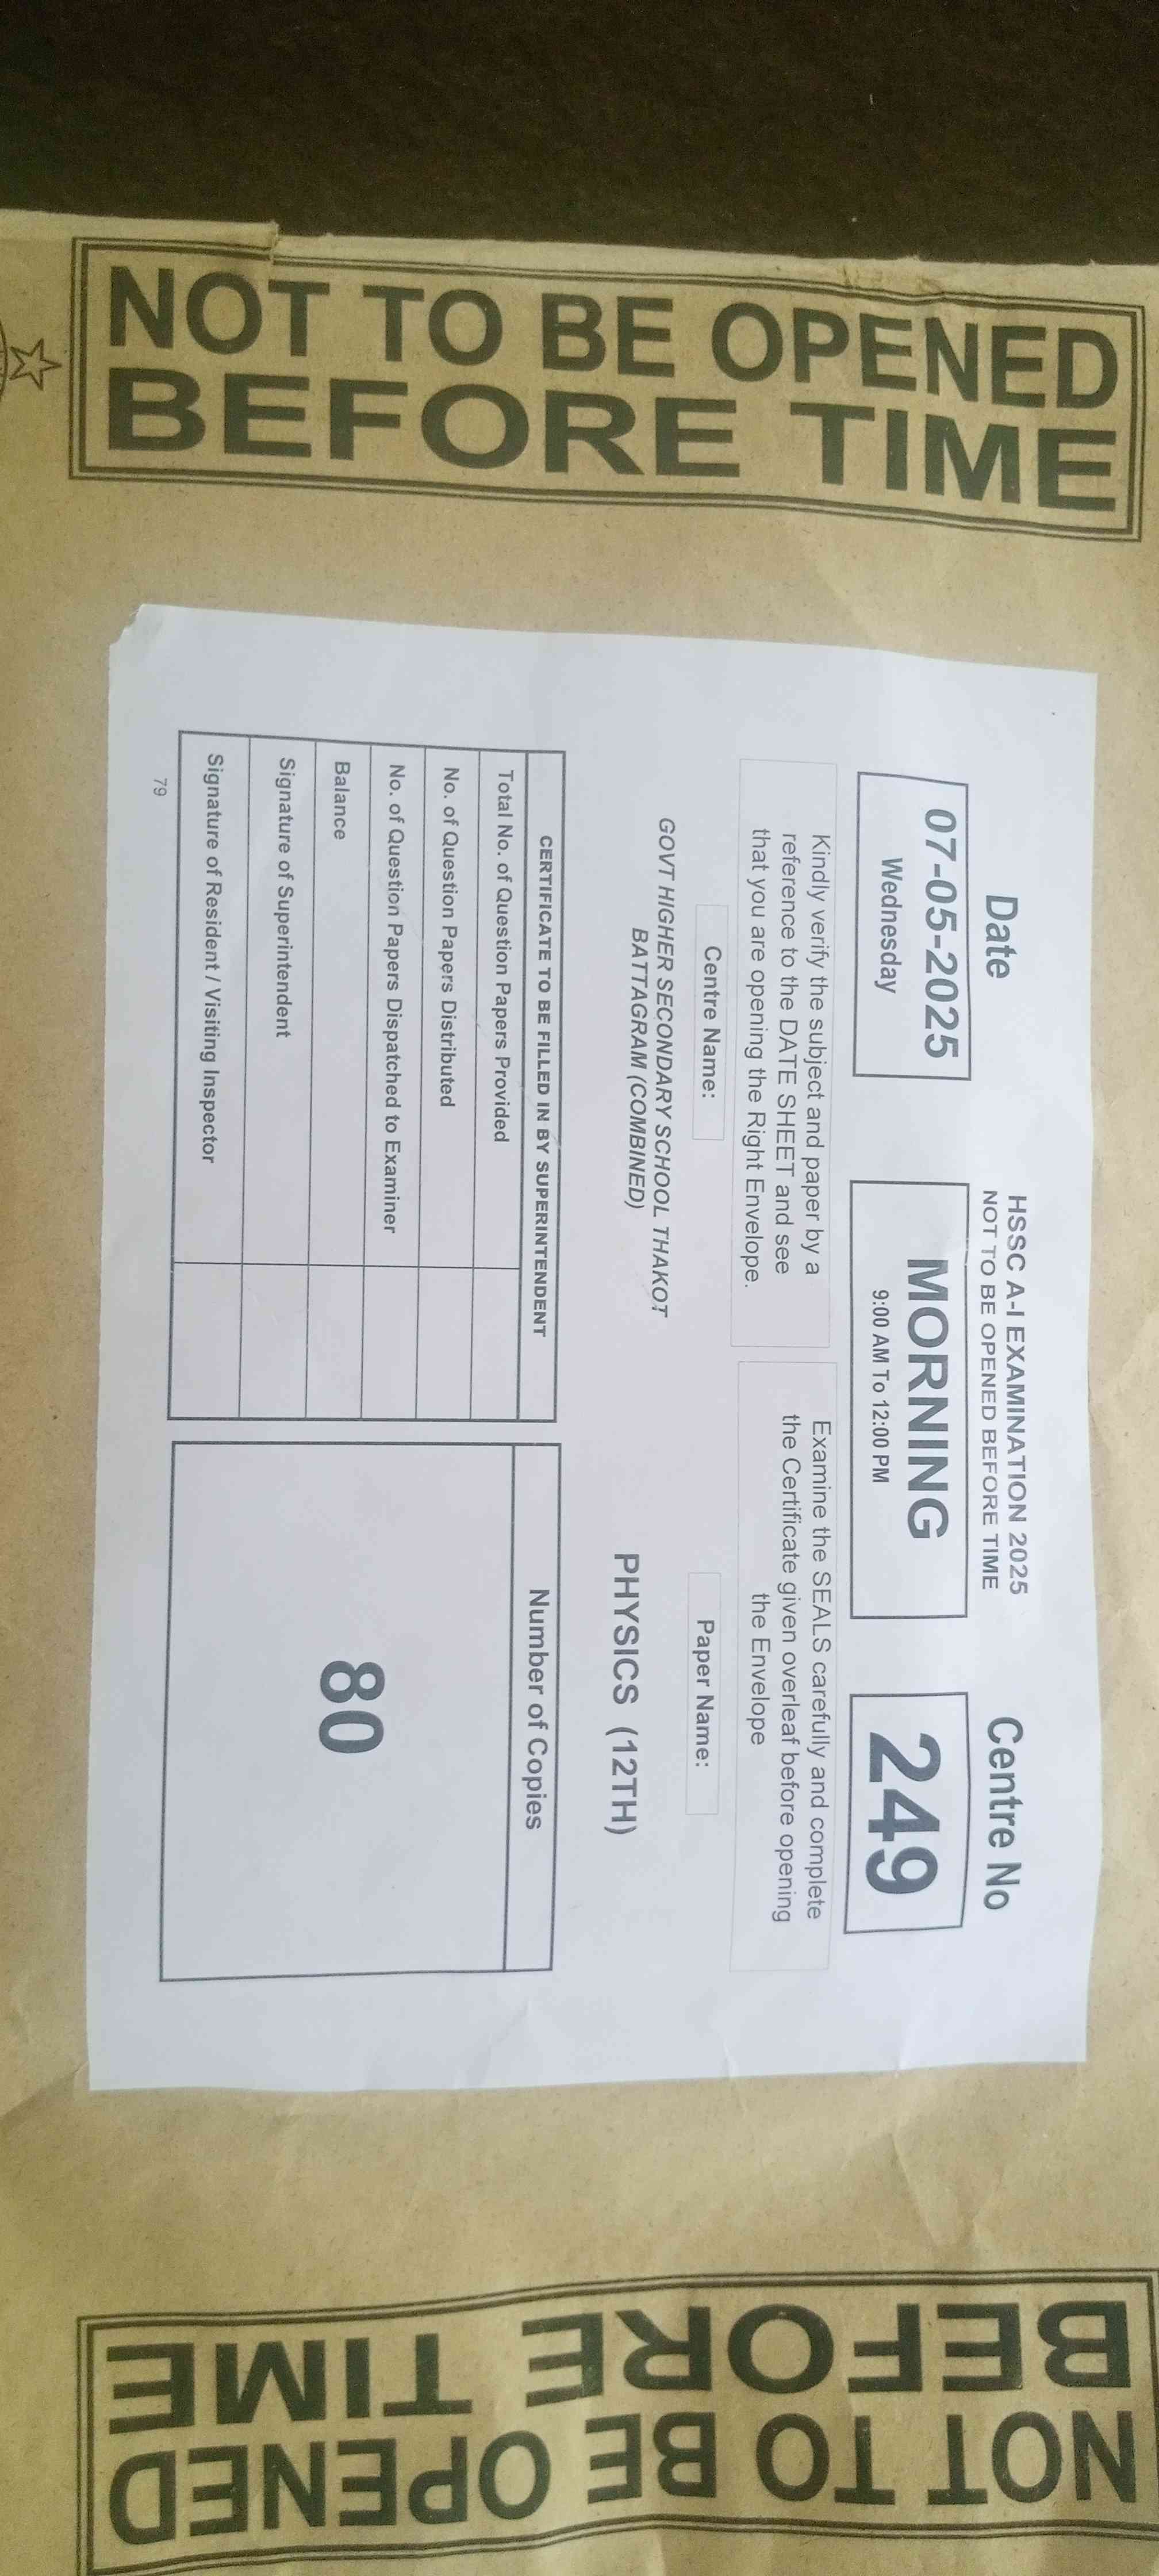 NOT TO BE OPENED
BEFORE TIME
HSSC A-I EXAMINATION 2025
NOT TO BE OPENED BEFORE TIME
Date
07-05-2025
Wednesday
MORNING
9:00 AM To 12:00 PM
Centre No
249
Kindly verify the subject and paper by a
reference to the DATE SHEET and see
that you are opening the Right Envelope.
Examine the SEALS carefully and complete
the Certificate given overleaf before opening
the Envelope
Centre Name:
GOVT HIGHER SECONDARY SCHOOL THAKOT
BATTAGRAM (COMBINED)
Paper Name:
PHYSICS (12TH)
CERTIFICATE TO BE FILLED IN BY SUPERINTENDENT
Total No. of Question Papers Provided
No. of Question Papers Distributed
No. of Question Papers Dispatched to Examiner
Balance
Signature of Superintendent
Signature of Resident / Visiting Inspector
Number of Copies
80
79
NOT TO BE OPENED
BEFORE TIME